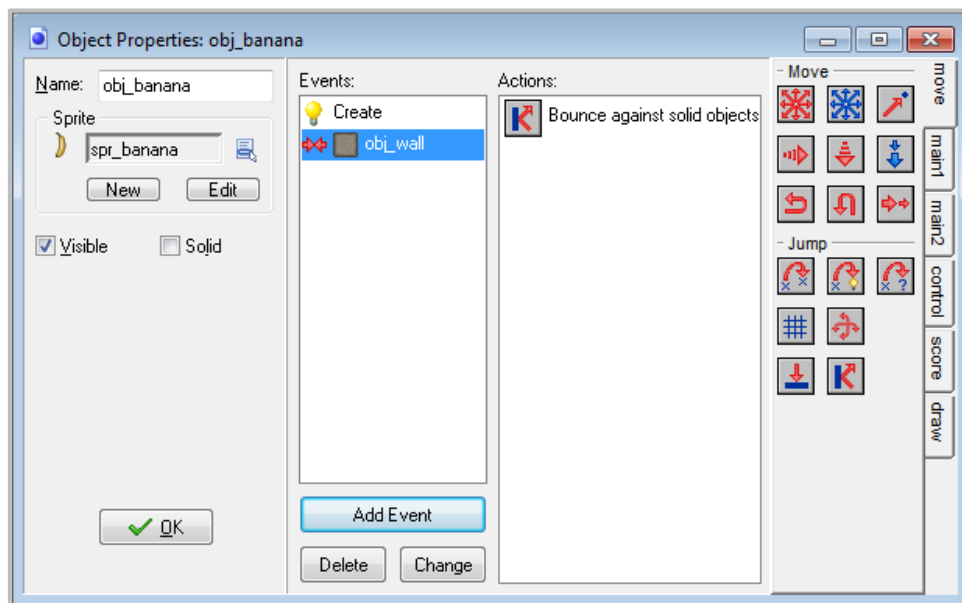 Object Properties: obj_banana
Name: obj_banana
Sprite
spr_banana
New Edit
Visible Solid
OK
Events:
Create
obj_wall
Add Event
Delete Change
Actions:
Bounce against solid objects
Move
Jump
move
main1
main2
control
score
draw